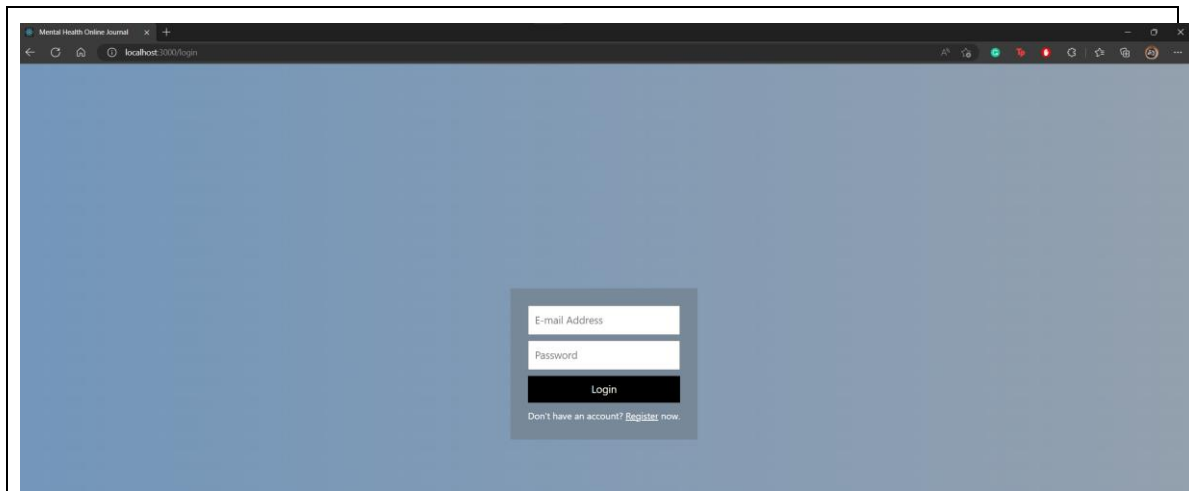 Mental Health Online Journal
localhost:3000/login
E-mail Address
Password
Login
Don't have an account? Register now.